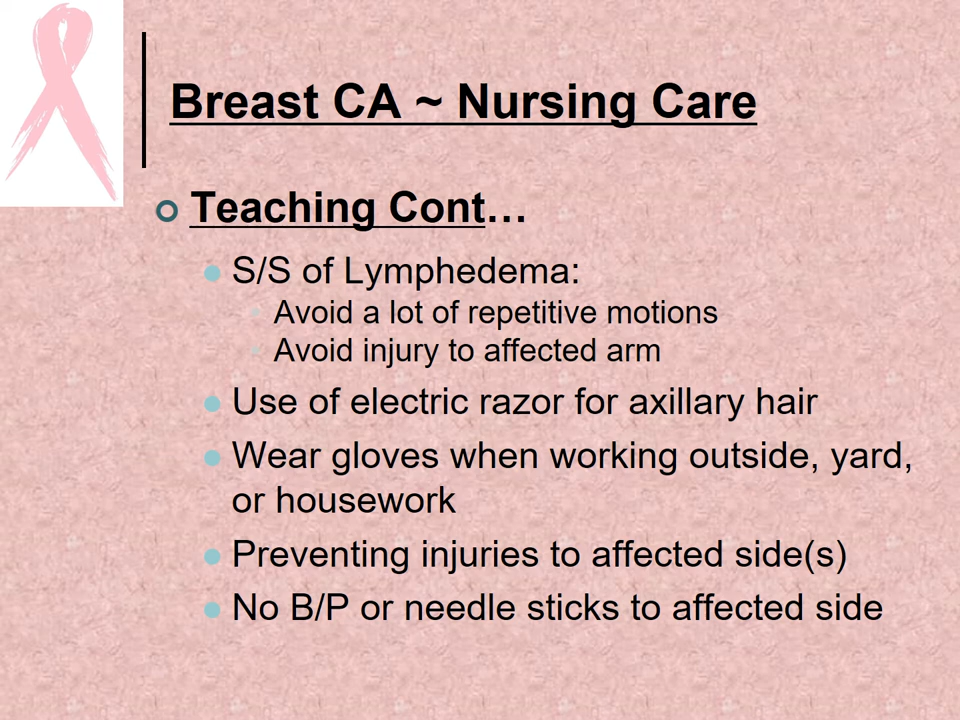 Breast CA ~ Nursing Care
Teaching Cont…
S/S of Lymphedema:
Avoid a lot of repetitive motions
Avoid injury to affected arm
Use of electric razor for axillary hair
Wear gloves when working outside, yard,
or housework
Preventing injuries to affected side(s)
No B/P or needle sticks to affected side